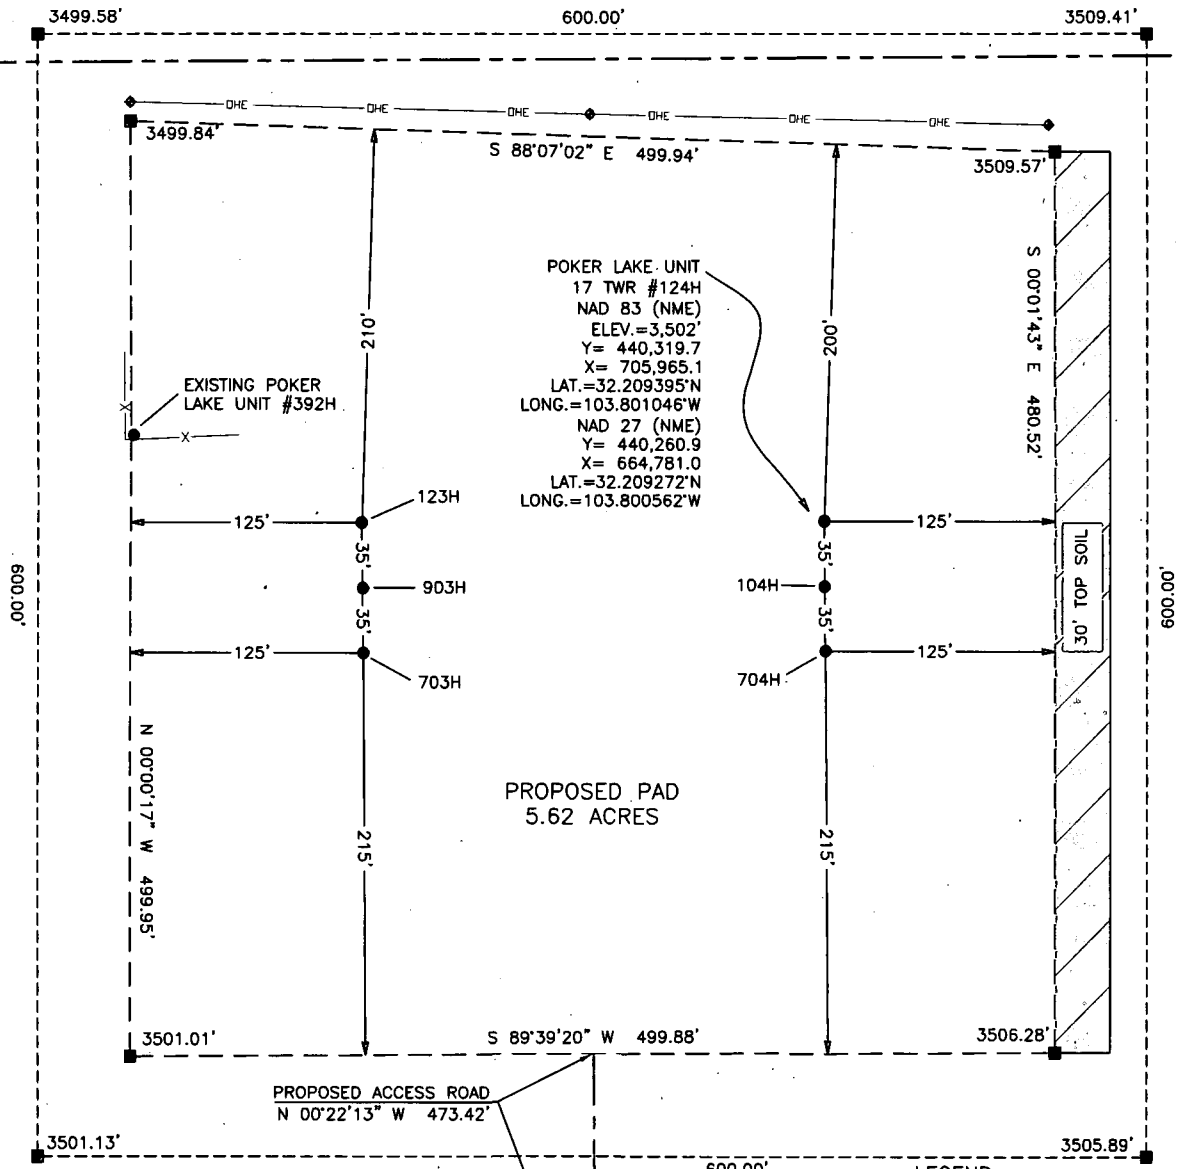 3499.58'
600.00'
3509.41'
OHE
OHE
OHE
OHE
OHE
OHE
3499.84'
S 88°07'02" E 499.94'
3509.57'
S 00°01'43" E 480.52'
POKER LAKE UNIT
17 TWR #124H
NAD 83 (NME)
ELEV.=3,502'
Y= 440,319.7
X= 705,965.1
LAT.=32.209395°N
LONG.=103.801046°W
NAD 27 (NME)
Y= 440,260.9
X= 664,781.0
LAT.=32.209272°N
LONG.=103.800562°W
210'
200'
EXISTING POKER
LAKE UNIT #392H
X
X
123H
125'
125'
35'
35'
30' TOP SOIL
600.00'
600.00'
903H
104H
35'
35'
125'
125'
703H
704H
N 00°00'17" W 499.95'
PROPOSED PAD
5.62 ACRES
215'
215'
3501.01'
S 89°39'20" W 499.88'
3506.28'
PROPOSED ACCESS ROAD
N 00°22'13" W 473.42'
3501.13'
3505.89'
600.00'
LEGEND